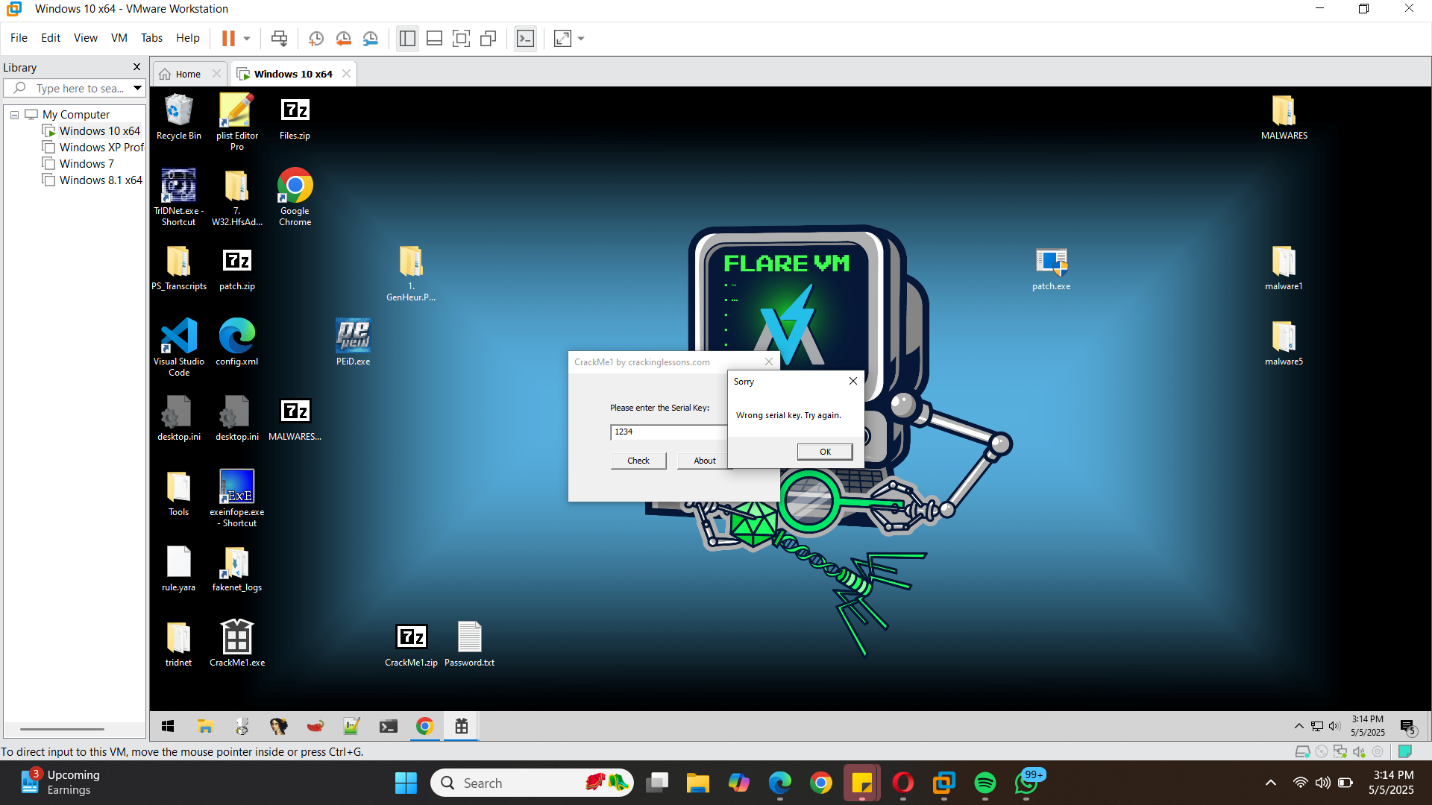 Windows 10 x64 - VMware Workstation
File Edit View VM Tabs Help
Library
Home
Windows 10 x64
Type here to sea...
My Computer
Windows 10 x64
Windows XP Prof
Windows 7
Windows 8.1 x64
Recycle Bin
plist Editor
Pro
Files.zip
MALWARES
TrIDNet.exe -
Shortcut
7.
W32.HfsAd...
Google
Chrome
FLARE VM
PS_Transcripts
patch.zip
1.
GenHeur.P...
patch.exe
malware1
Visual Studio
Code
config.xml
PEiD.exe
malware5
CrackMe1 by crackinglessons.com
Sorry
Please enter the Serial Key:
Wrong serial key. Try again.
1234
OK
Check
About
desktop.ini
desktop.ini
MALWARES...
Tools
exeinfope.exe
- Shortcut
rule.yara
fakenet_logs
tridnet
CrackMe1.exe
CrackMe1.zip
Password.txt
3:14 PM
5/5/2025
5
To direct input to this VM, move the mouse pointer inside or press Ctrl+G.
3
Upcoming
Earnings
Search
99+
3:14 PM
5/5/2025